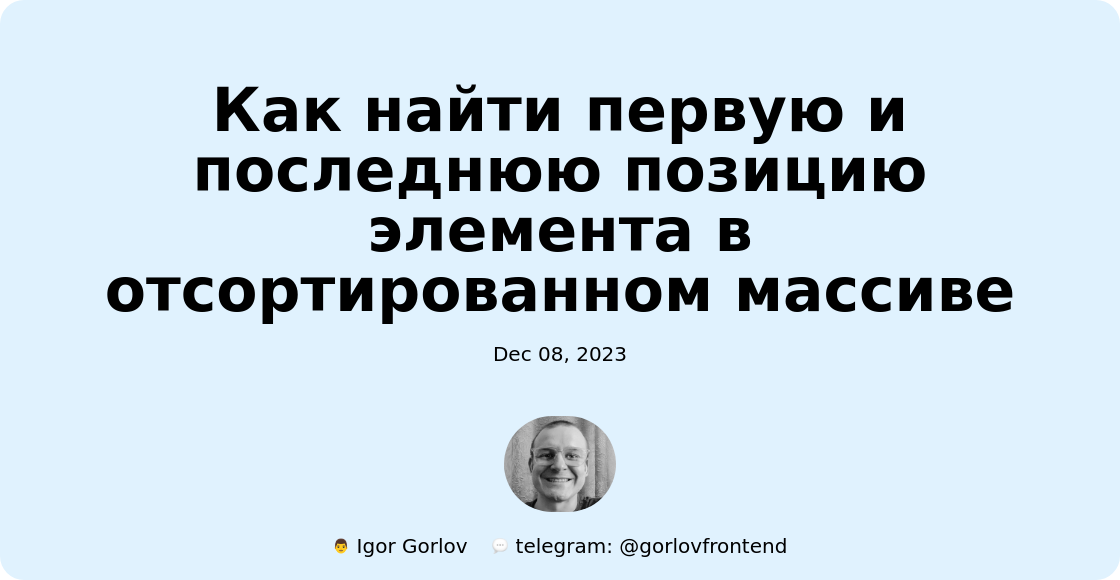 Как найти первую и
последнюю позицию
элемента в
отсортированном массиве
Dec 08, 2023
👨 Igor Gorlov 💬 telegram: @gorlovfrontend